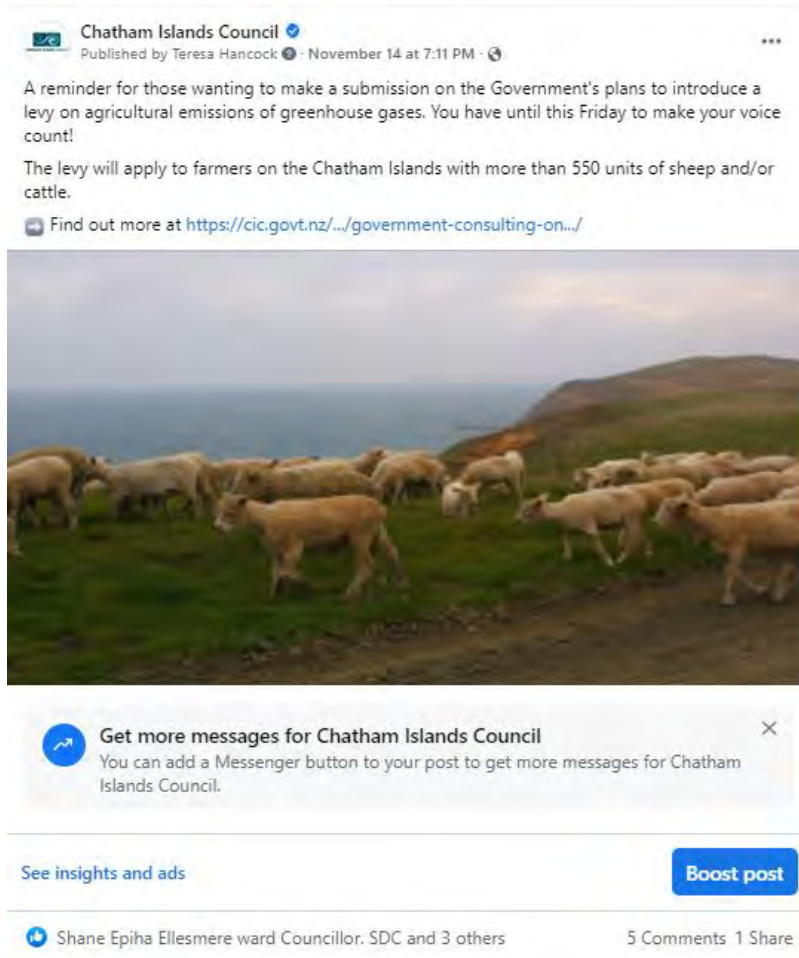 Chatham Islands Council
Published by Teresa Hancock · November 14 at 7:11 PM ·
A reminder for those wanting to make a submission on the Government's plans to introduce a
levy on agricultural emissions of greenhouse gases. You have until this Friday to make your voice
count!
The levy will apply to farmers on the Chatham Islands with more than 550 units of sheep and/or
cattle.
Find out more at https://cic.govt.nz/.../government-consulting-on.../
Get more messages for Chatham Islands Council
You can add a Messenger button to your post to get more messages for Chatham
Islands Council.
See insights and ads
Boost post
Shane Epiha Ellesmere ward Councillor. SDC and 3 others
5 Comments 1 Share